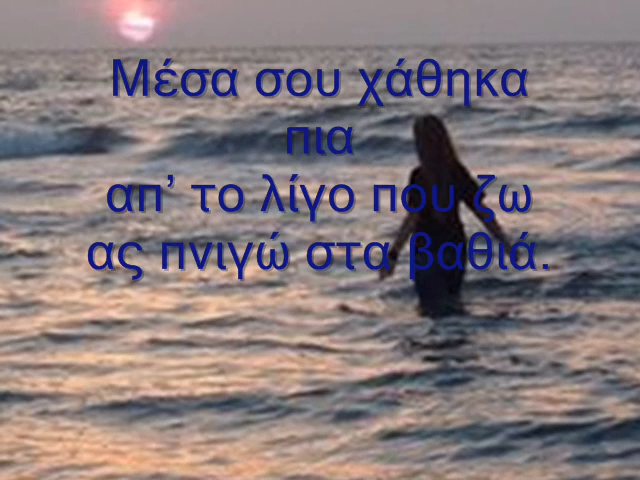 Μέσα σου χάθηκα
πια
απ’ το λίγο που ζω
ας πνιγώ στα βαθιά.